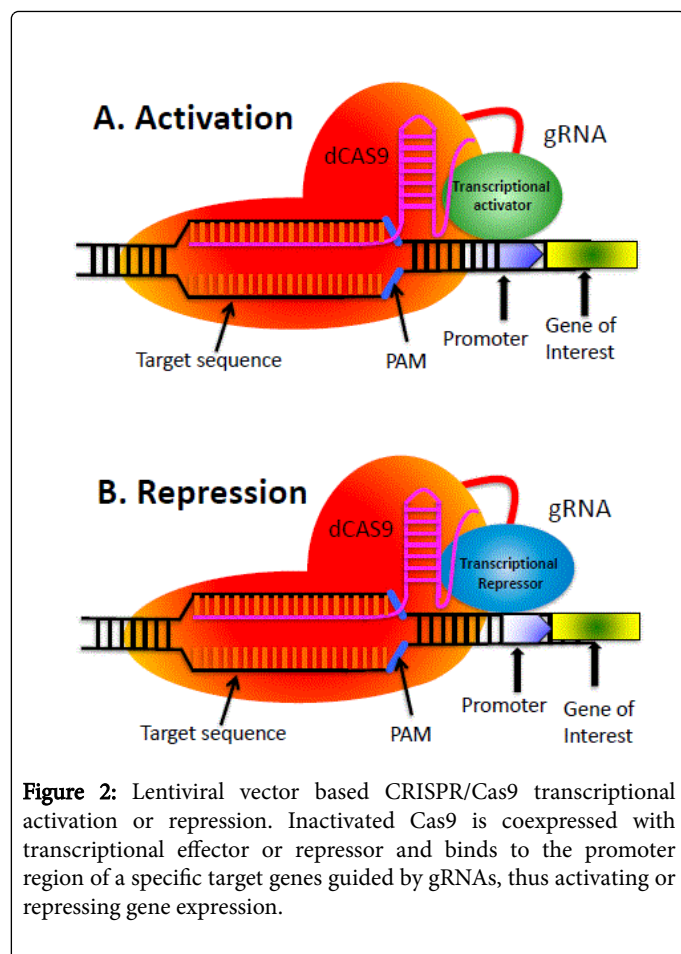 A. Activation
dCAS9
gRNA
Transcriptional
activator
Target sequence
PAM
Promoter
Gene of
Interest
B. Repression
dCAS9
gRNA
Transcriptional
Repressor
Target sequence
PAM
Promoter
Gene of
Interest
Figure 2: Lentiviral vector based CRISPR/Cas9 transcriptional
activation or repression. Inactivated Cas9 is coexpressed with
transcriptional effector or repressor and binds to the promoter
region of a specific target genes guided by gRNAs, thus activating or
repressing gene expression.